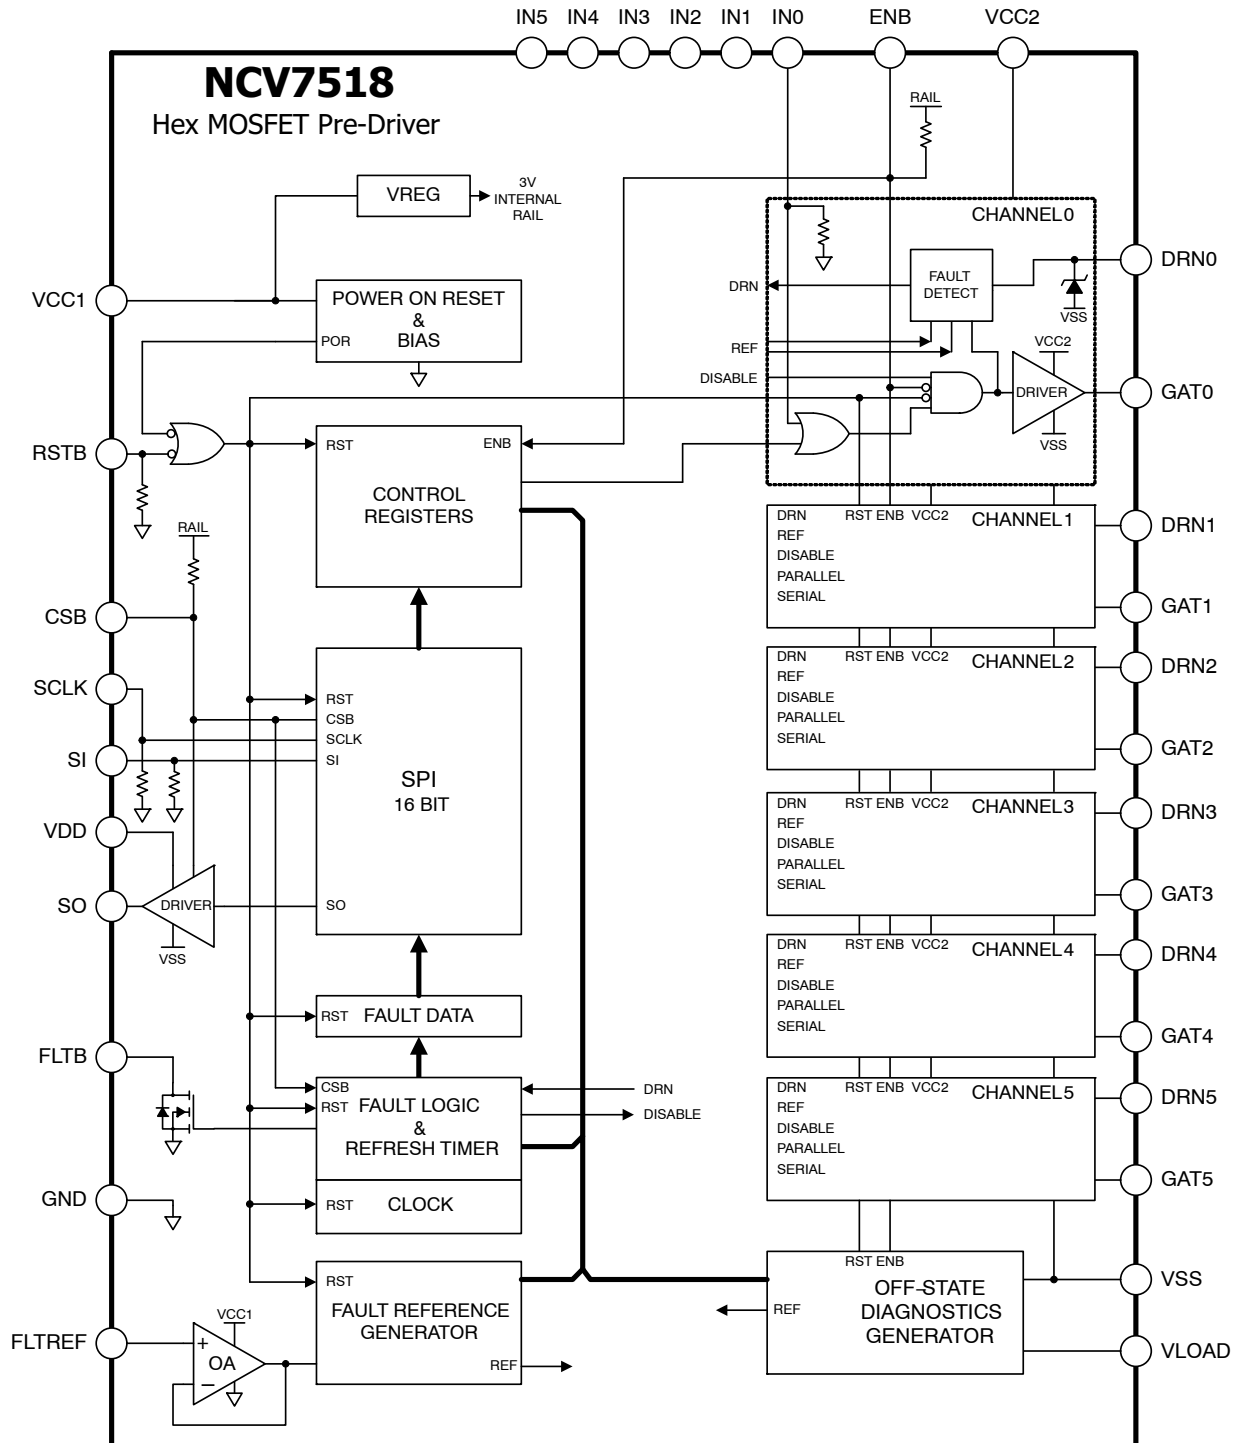 IN5 IN4 IN3 IN2 IN1 IN0 ENB VCC2
NCV7518
Hex MOSFET Pre-Driver
RAIL
VREG
3V
INTERNAL
RAIL
CHANNEL0
DRN0
FAULT
DETECT
DRN
VSS
VCC1
POWER ON RESET
&
BIAS
POR
REF
VCC2
DISABLE
DRIVER
GAT0
VSS
RSTB
RST
ENB
CONTROL
REGISTERS
RAIL
DRN RST ENB VCC2 CHANNEL1
REF
DISABLE
PARALLEL
SERIAL
DRN1
GAT1
CSB
SCLK
SI
VDD
SO
RST
CSB
SCLK
SI
SPI
16 BIT
SO
DRIVER
VSS
DRN RST ENB VCC2 CHANNEL2
REF
DISABLE
PARALLEL
SERIAL
DRN2
GAT2
DRN RST ENB VCC2 CHANNEL3
REF
DISABLE
PARALLEL
SERIAL
DRN3
GAT3
DRN RST ENB VCC2 CHANNEL4
REF
DISABLE
PARALLEL
SERIAL
DRN4
GAT4
RST FAULT DATA
FLTB
CSB
RST
FAULT LOGIC
&
REFRESH TIMER
DRN
DISABLE
DRN RST ENB VCC2 CHANNEL5
REF
DISABLE
PARALLEL
SERIAL
DRN5
GAT5
GND
RST CLOCK
RST
FAULT REFERENCE
GENERATOR
REF
RST ENB
OFF-STATE
DIAGNOSTICS
GENERATOR
REF
VSS
VLOAD
FLTREF
VCC1
+
OA
−